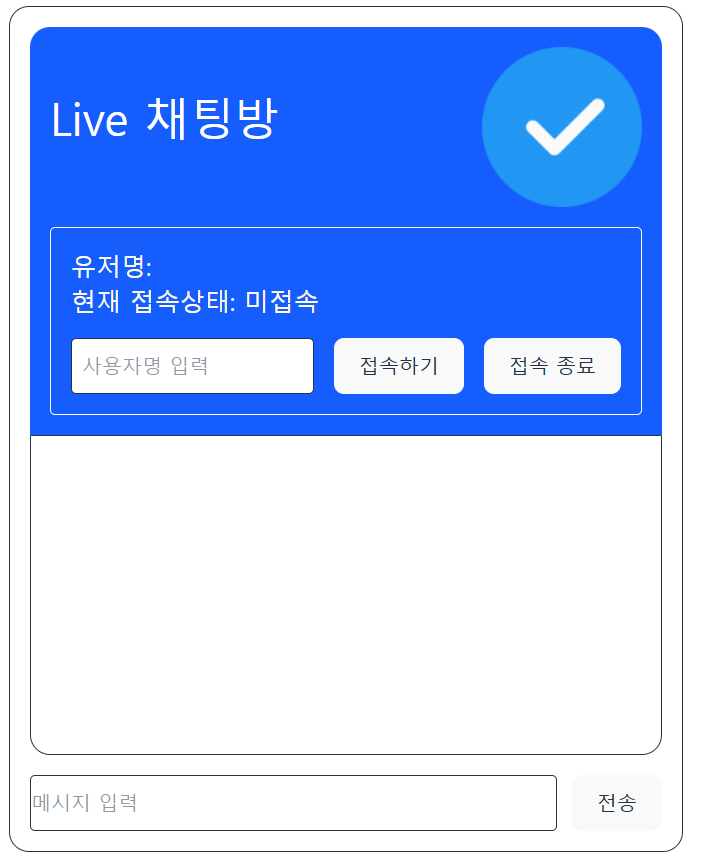 Live 채팅방
유저명:
현재 접속상태: 미접속
사용자명 입력
접속하기
접속 종료
메시지 입력
전송